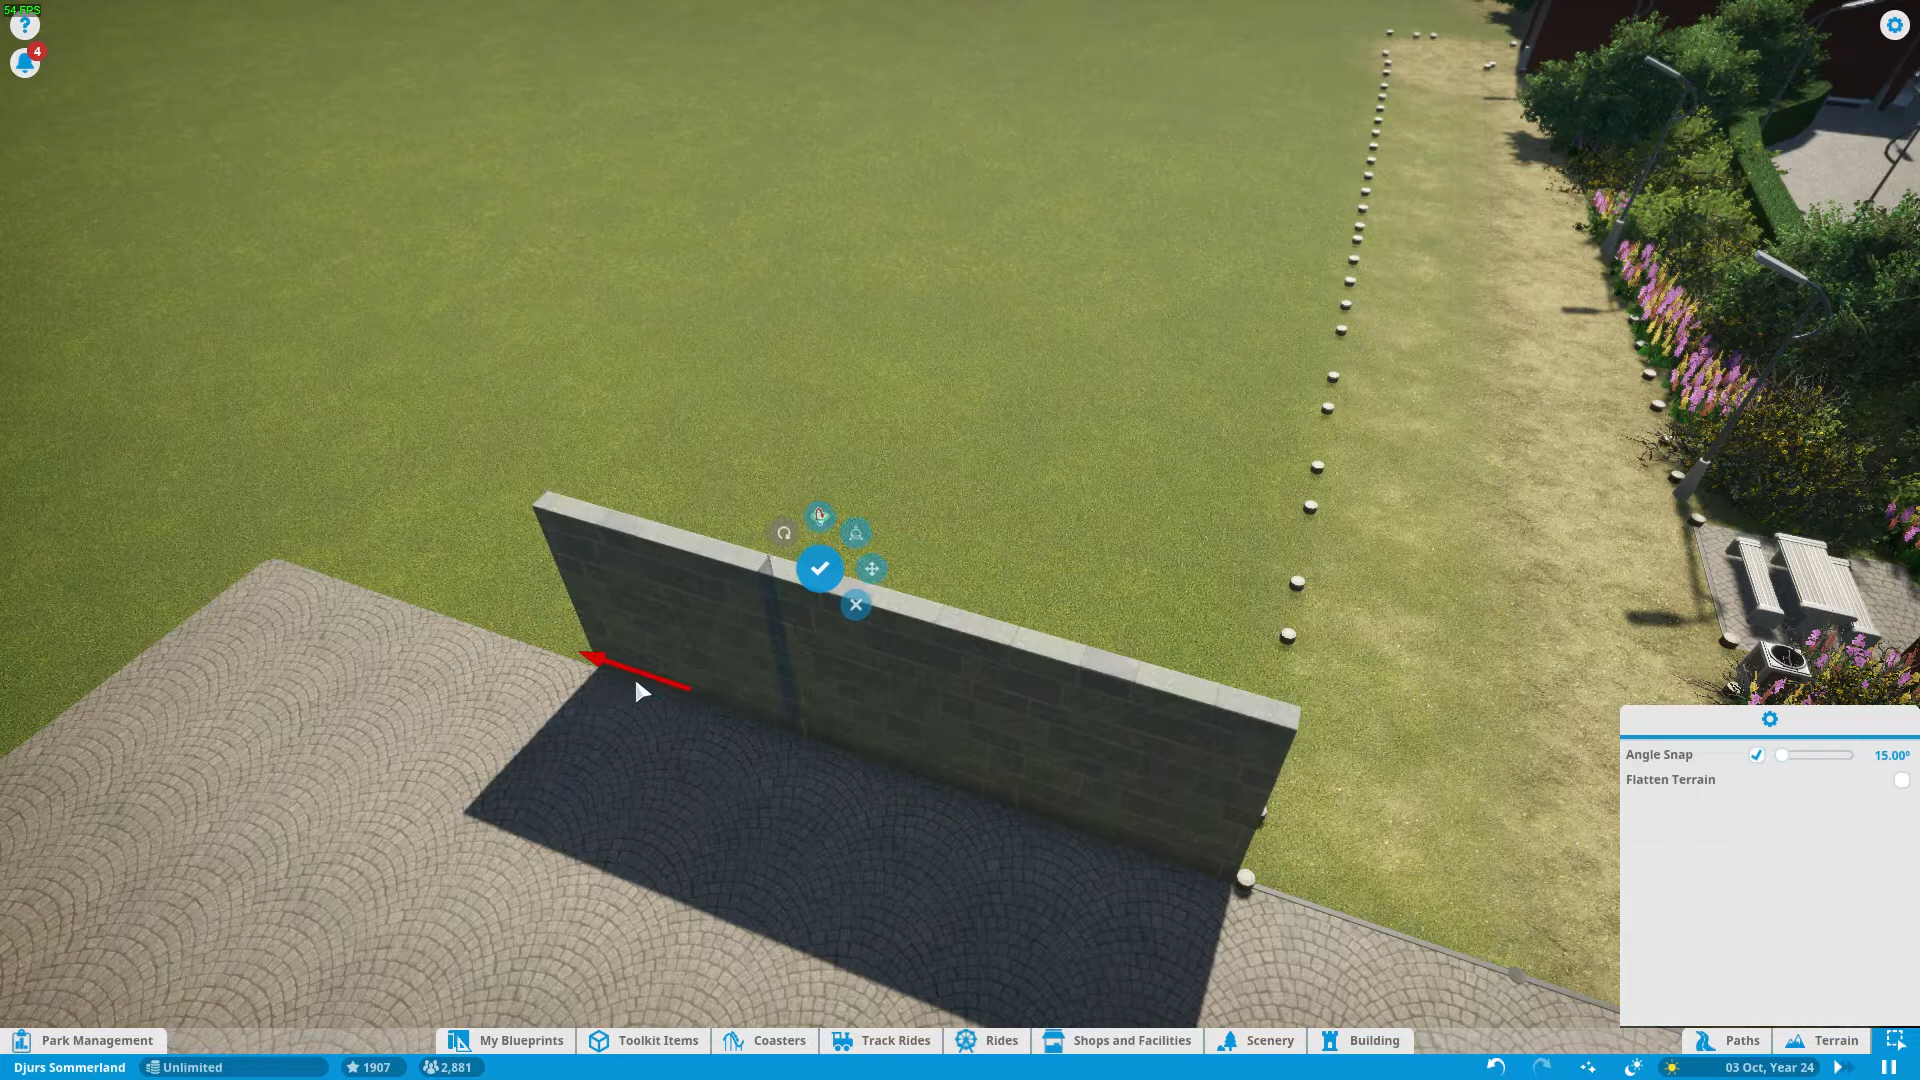 54 FPS
4
Angle Snap 15.00°
Flatten Terrain
Park Management My Blueprints Toolkit Items Coasters Track Rides Rides Shops and Facilities Scenery Building Paths Terrain
Djurs Sommerland Unlimited 1907 2,881 03 Oct, Year 24